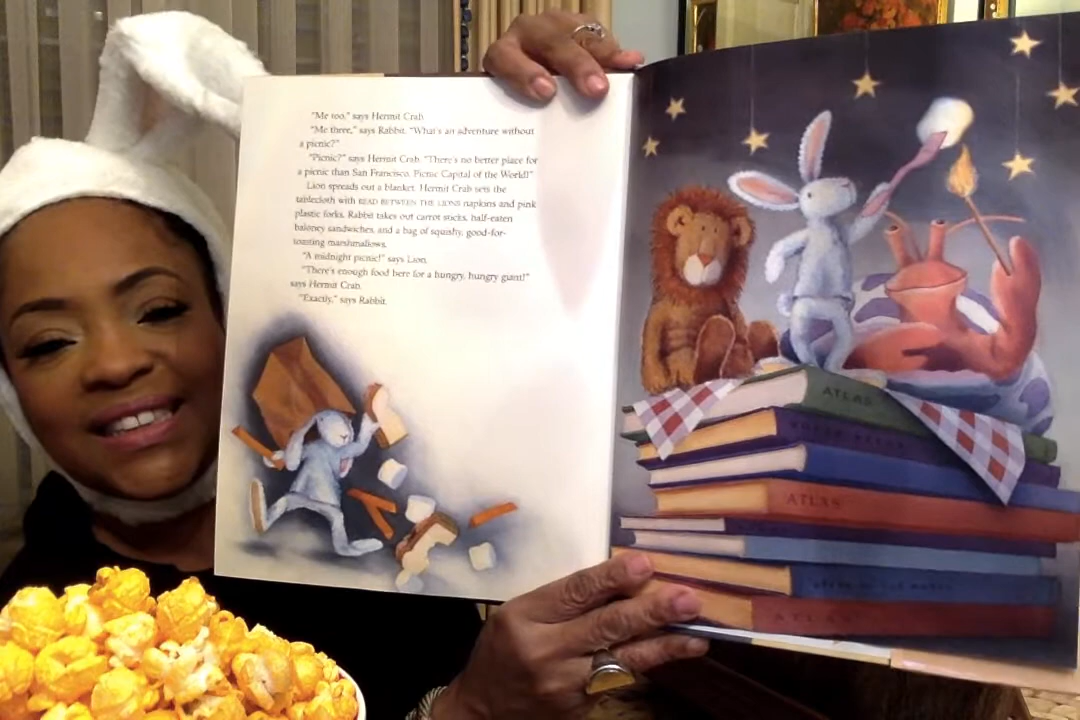 "Me too," says Hermit Crab.
"Me three," says Rabbit. "What's an adventure without
a picnic?"
"Picnic?" says Hermit Crab. "There's no better place for
a picnic than San Francisco. Picnic Capital of the World!"
Lion spreads out a blanket. Hermit Crab sets the
tablecloth with READ BETWEEN THE LIONS napkins and pink
plastic forks. Rabbit takes out carrot sticks, half-eaten
baloney sandwiches, and a bag of squishy, good-for-
toasting marshmallows.
"A midnight picnic!" says Lion.
"There's enough food here for a hungry, hungry giant!"
says Hermit Crab.
"Exactly," says Rabbit.
ATLAS
ATLAS
ATLAS